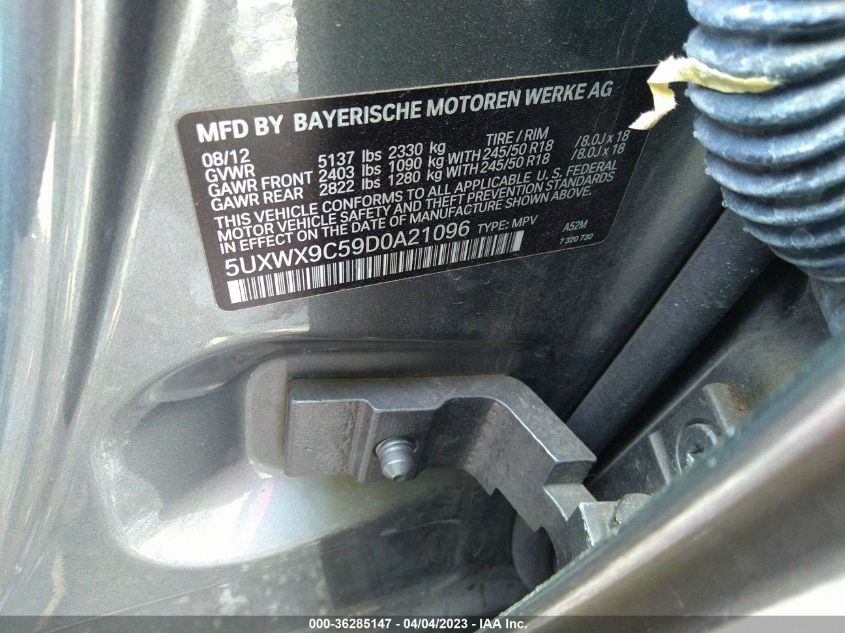 MFD BY BAYERISCHE MOTOREN WERKE AG
08/12 TIRE / RIM
GVWR 5137 lbs 2330 kg
GAWR FRONT 2403 lbs 1090 kg WITH 245/50 R18 /8.0J x 18
GAWR REAR 2822 lbs 1280 kg WITH 245/50 R18 /8.0J x 18
THIS VEHICLE CONFORMS TO ALL APPLICABLE U.S. FEDERAL
MOTOR VEHICLE SAFETY AND THEFT PREVENTION STANDARDS
IN EFFECT ON THE DATE OF MANUFACTURE SHOWN ABOVE.
5UXWX9C59D0A21096 TYPE: MPV A52M
7 320 730
000-36285147 - 04/04/2023 - IAA Inc.